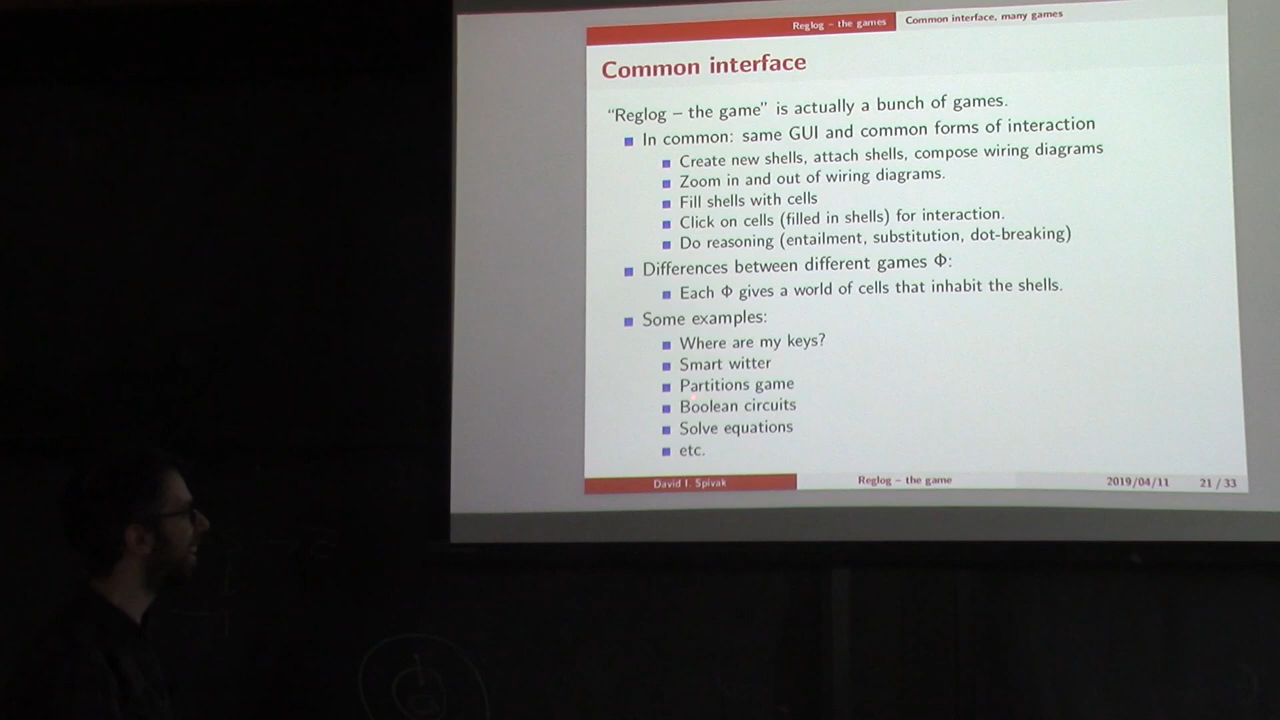 Reglog – the games
Common interface, many games
Common interface
“Reglog – the game” is actually a bunch of games.
In common: same GUI and common forms of interaction
Create new shells, attach shells, compose wiring diagrams
Zoom in and out of wiring diagrams.
Fill shells with cells
Click on cells (filled in shells) for interaction.
Do reasoning (entailment, substitution, dot-breaking)
Differences between different games Φ:
Each Φ gives a world of cells that inhabit the shells.
Some examples:
Where are my keys?
Smart witter
Partitions game
Boolean circuits
Solve equations
etc.
David I. Spivak
Reglog – the game
2019/04/11
21 / 33